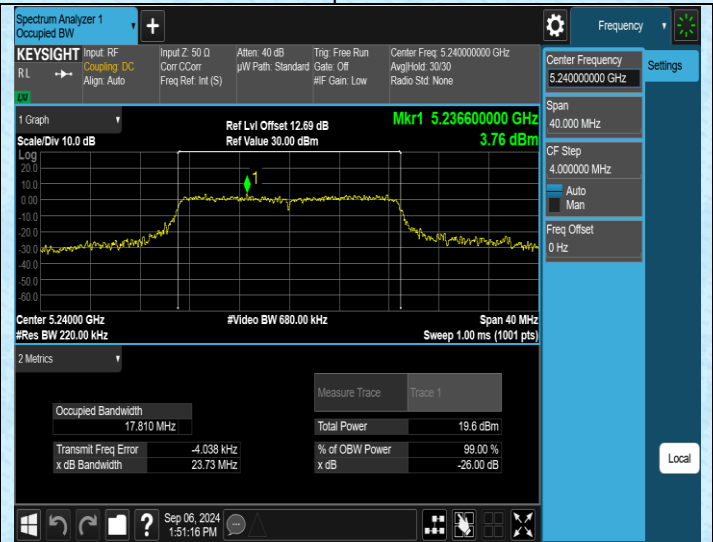 Spectrum Analyzer 1
Occupied BW
+
Frequency
KEYSIGHT
RL
LXI
Input: RF
Coupling: DC
Align: Auto
Input Z: 50 Ω
Corr CCorr
Freq Ref: Int (S)
Atten: 40 dB
µW Path: Standard
Trig: Free Run
Gate: Off
#IF Gain: Low
Center Freq: 5.240000000 GHz
Avg|Hold: 30/30
Radio Std: None
Center Frequency
5.240000000 GHz
Settings
Span
40.000 MHz
CF Step
4.000000 MHz
Auto
Man
Freq Offset
0 Hz
Local
1 Graph
Scale/Div 10.0 dB
Ref Lvl Offset 12.69 dB
Ref Value 30.00 dBm
Mkr1 5.236600000 GHz
3.76 dBm
Log
20.0
10.0
0.00
-10.0
-20.0
-30.0
-40.0
-50.0
-60.0
1
Center 5.24000 GHz
#Res BW 220.00 kHz
#Video BW 680.00 kHz
Span 40 MHz
Sweep 1.00 ms (1001 pts)
2 Metrics
Measure Trace
Trace 1
Occupied Bandwidth
17.810 MHz
Total Power
19.6 dBm
Transmit Freq Error
-4.038 kHz
% of OBW Power
99.00 %
x dB Bandwidth
23.73 MHz
x dB
-26.00 dB
?
Sep 06, 2024
1:51:16 PM